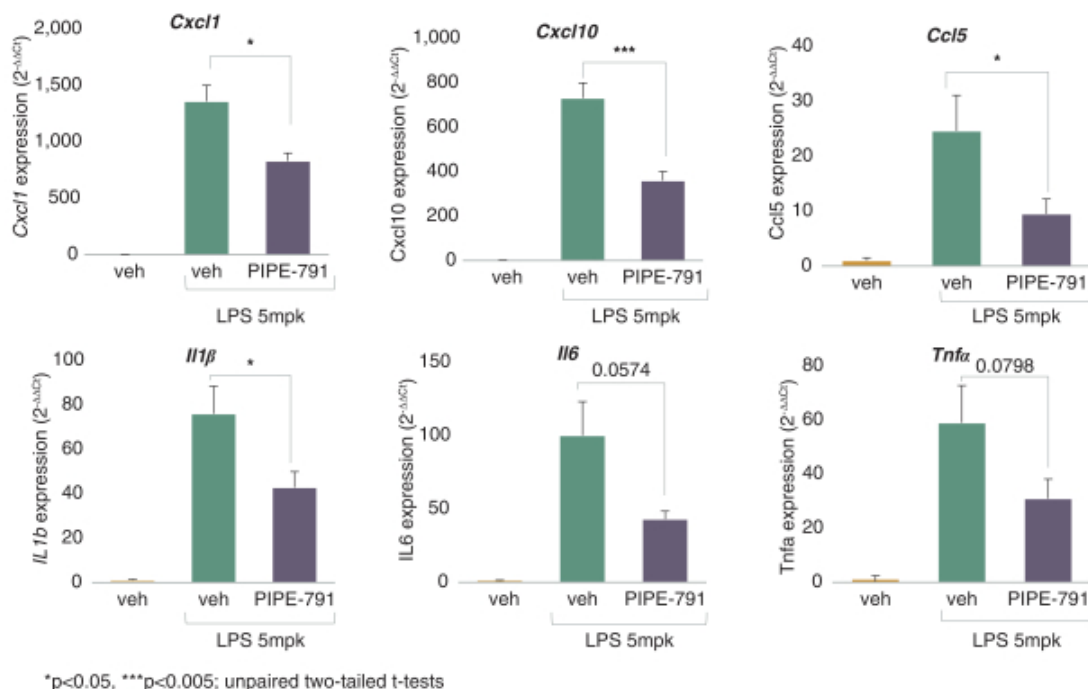 Cxcl1
Cxcl1 expression (2-ΔΔCt)
2,000
1,500
1,000
500
0
*
veh
veh
PIPE-791
LPS 5mpk
Cxcl10
Cxcl10 expression (2-ΔΔCt)
1,000
800
600
400
200
0
***
veh
veh
PIPE-791
LPS 5mpk
Ccl5
Ccl5 expression (2-ΔΔCt)
40
30
20
10
0
*
veh
veh
PIPE-791
LPS 5mpk
Il1β
IL1b expression (2-ΔΔCt)
100
80
60
40
20
0
*
veh
veh
PIPE-791
LPS 5mpk
Il6
IL6 expression (2-ΔΔCt)
150
100
50
0
0.0574
veh
veh
PIPE-791
LPS 5mpk
Tnfα
Tnfa expression (2-ΔΔCt)
80
60
40
20
0
0.0798
veh
veh
PIPE-791
LPS 5mpk
*p<0.05, ***p<0.005; unpaired two-tailed t-tests